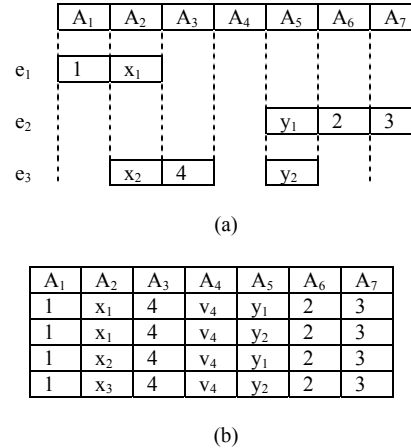 A₁ A₂ A₃ A₄ A₅ A₆ A₇
e₁ 1 x₁
e₂ y₁ 2 3
e₃ x₂ 4 y₂
(a)
A₁ A₂ A₃ A₄ A₅ A₆ A₇
1 x₁ 4 v₄ y₁ 2 3
1 x₁ 4 v₄ y₂ 2 3
1 x₂ 4 v₄ y₁ 2 3
1 x₃ 4 v₄ y₂ 2 3
(b)